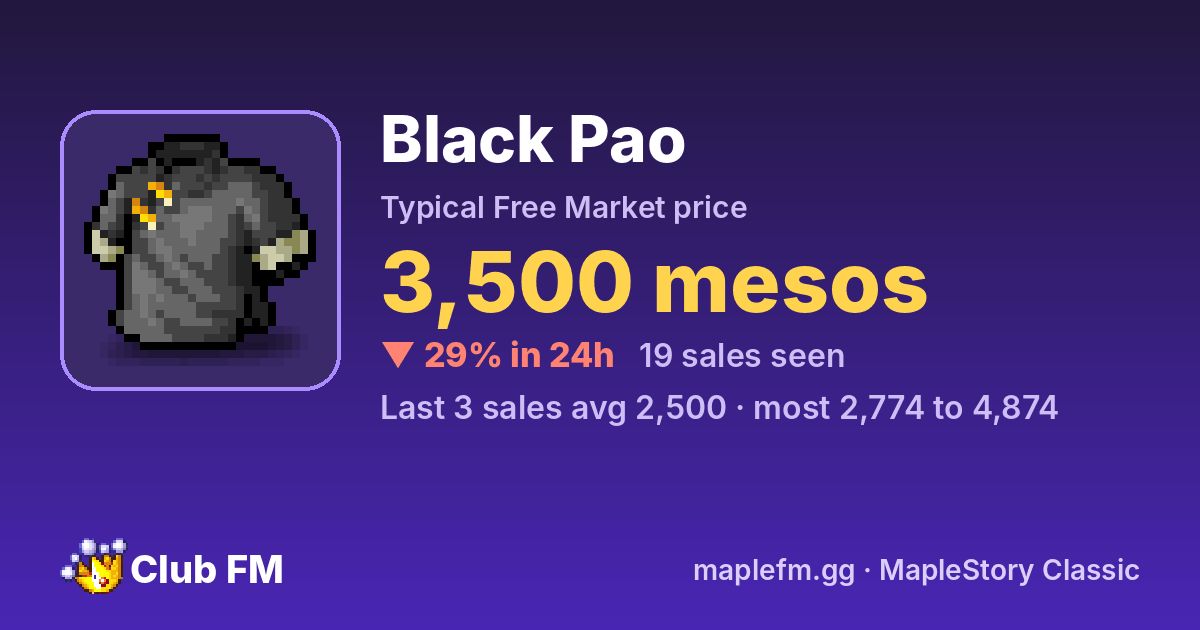 Black Pao
Typical Free Market price
3,500 mesos
▼ 29% in 24h 19 sales seen
Last 3 sales avg 2,500 · most 2,774 to 4,874
Club FM
maplefm.gg · MapleStory Classic